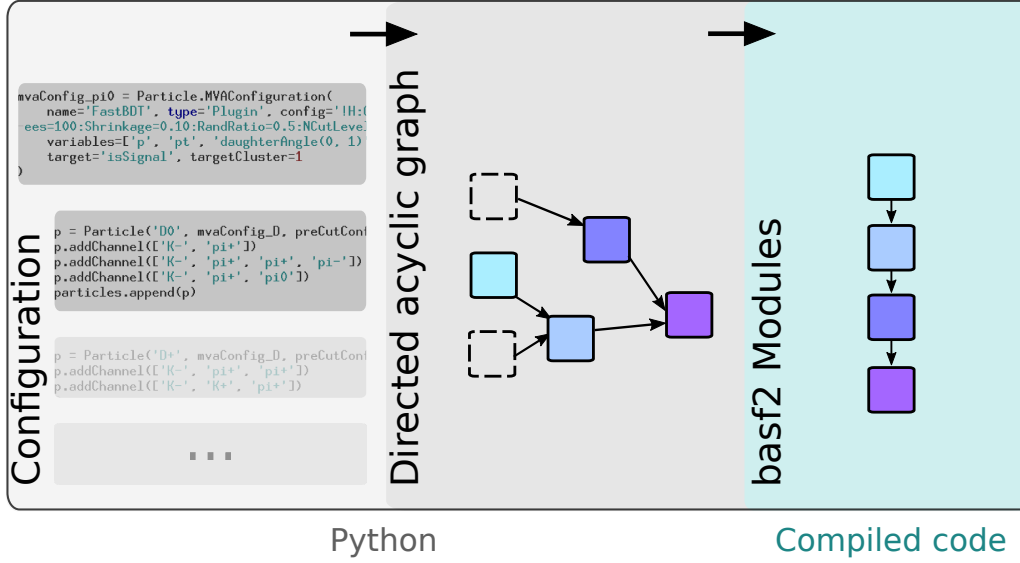 mvaConfig_pi0 = Particle.MVAConfiguration(
name='FastBDT', type='Plugin', config='!H:
ees=100:Shrinkage=0.10:RandRatio=0.5:NCutLevel
variables=['p', 'pt', 'daughterAngle(0, 1)'
target='isSignal', targetCluster=1
)
p = Particle('D0', mvaConfig_D, preCutConf
p.addChannel(['K-', 'pi+'])
p.addChannel(['K-', 'pi+', 'pi+', 'pi-'])
p.addChannel(['K-', 'pi+', 'pi0'])
particles.append(p)
p = Particle('D+', mvaConfig_D, preCutConf
p.addChannel(['K-', 'pi+', 'pi+'])
p.addChannel(['K-', 'K+', 'pi+'])
...
Configuration
Directed acyclic graph
basf2 Modules
Python
Compiled code